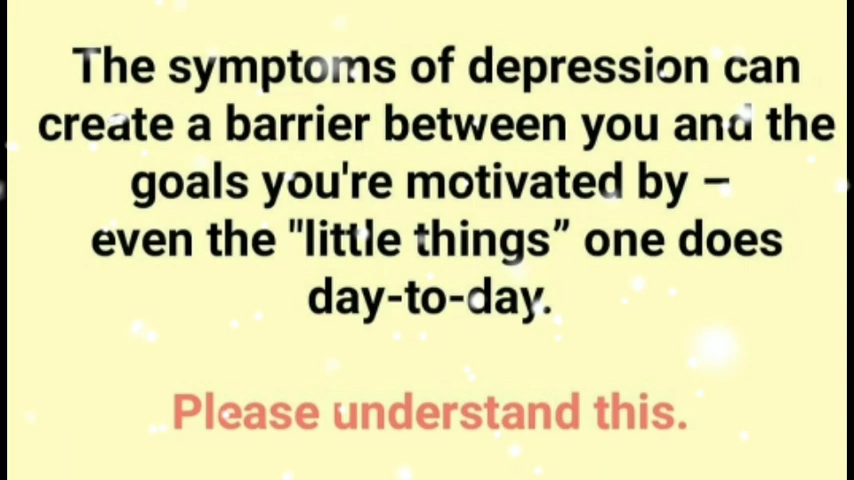 The symptoms of depression can
create a barrier between you and the
goals you're motivated by –
even the "little things” one does
day-to-day.
Please understand this.